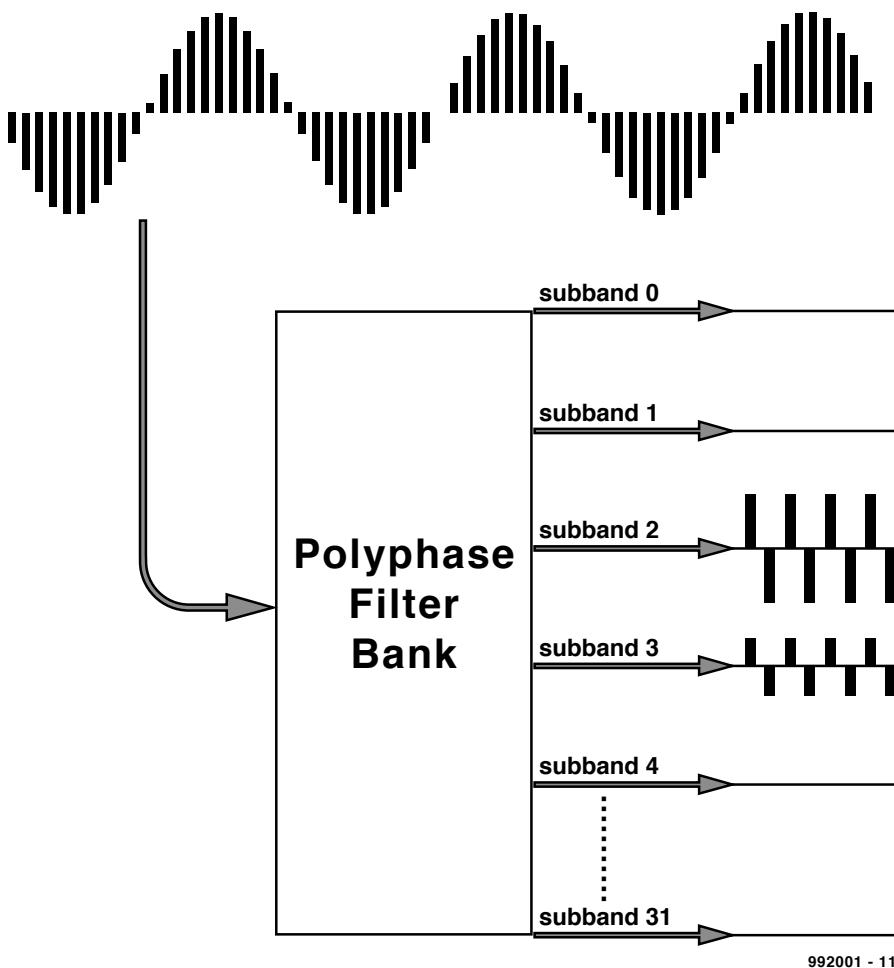 subband 0
subband 1
subband 2
Polyphase
Filter
Bank
subband 3
subband 4
subband 31
992001 - 11